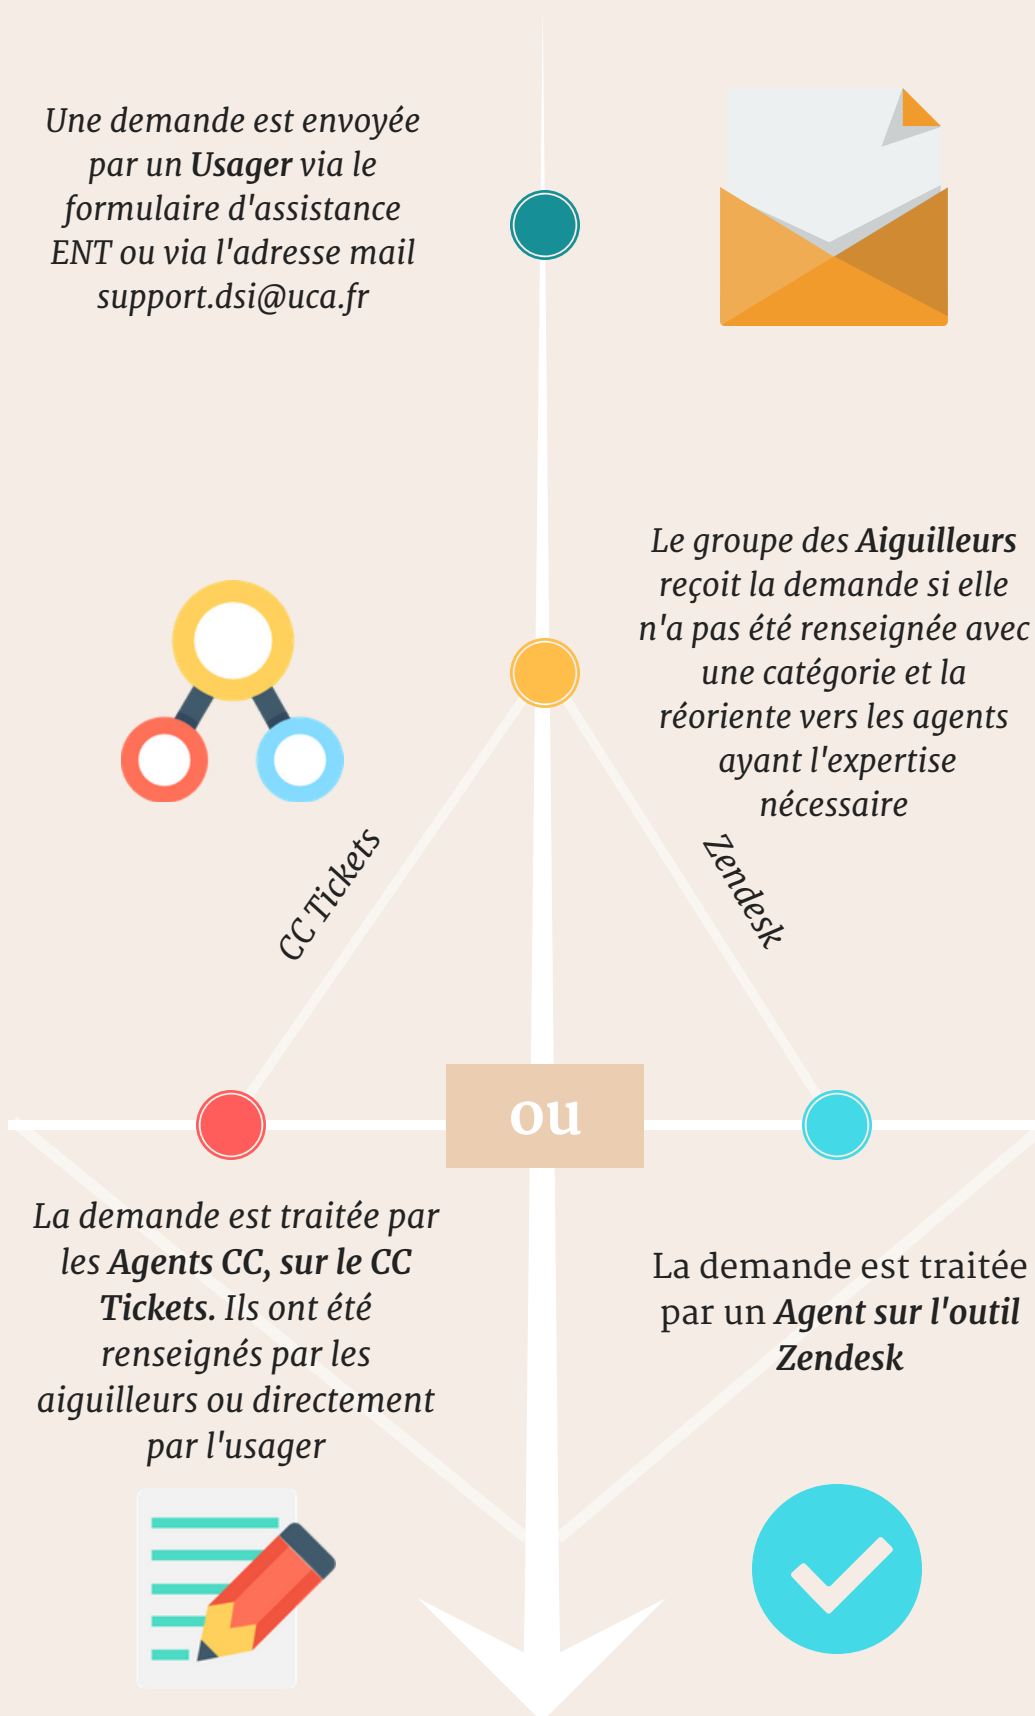 Une demande est envoyée
par un Usager via le
formulaire d'assistance
ENT ou via l'adresse mail
support.dsi@uca.fr
Le groupe des Aiguilleurs
reçoit la demande si elle
n'a pas été renseignée avec
une catégorie et la
réoriente vers les agents
ayant l'expertise
nécessaire
CC Tickets
Zendesk
ou
La demande est traitée par
les Agents CC, sur le CC
Tickets. Ils ont été
renseignés par les
aiguilleurs ou directement
par l'usager
La demande est traitée
par un Agent sur l'outil
Zendesk